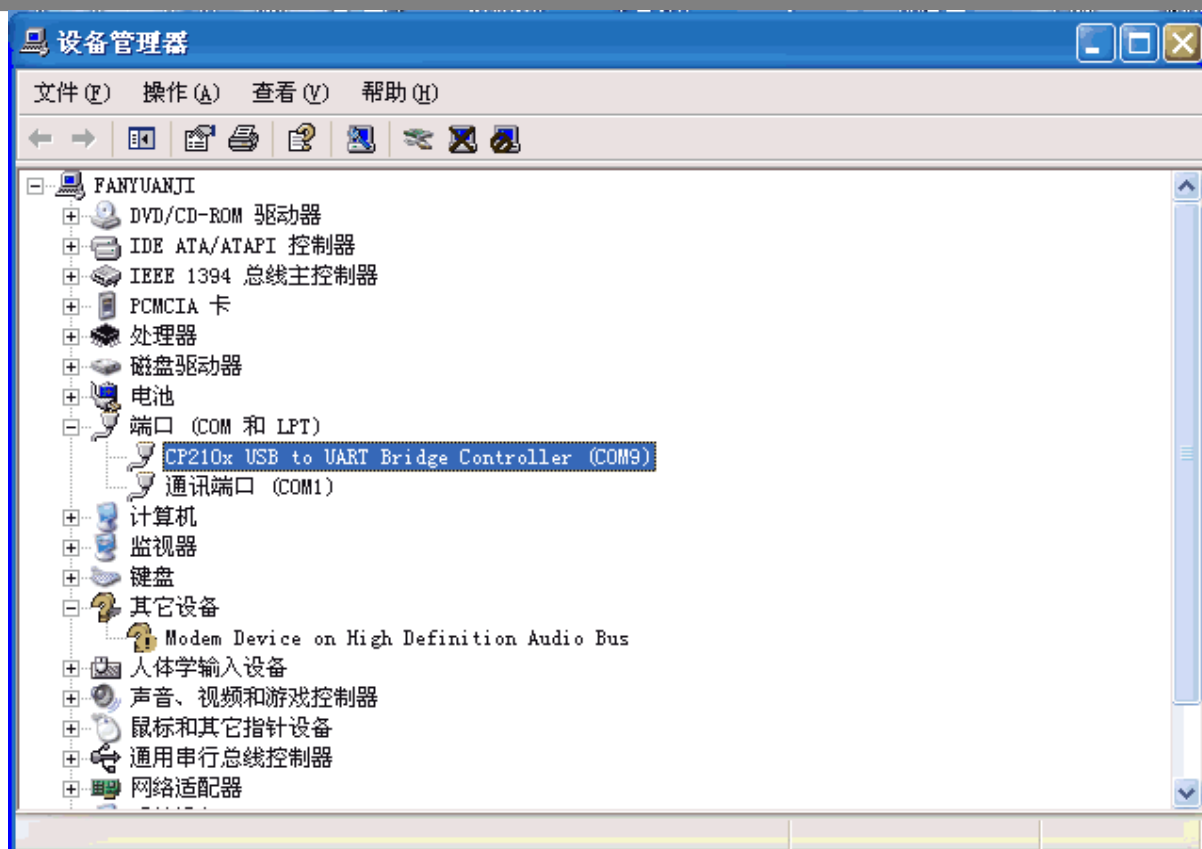 设备管理器
文件(F) 操作(A) 查看(V) 帮助(H)
FANYUANJI
DVD/CD-ROM 驱动器
IDE ATA/ATAPI 控制器
IEEE 1394 总线主控制器
PCMCIA 卡
处理器
磁盘驱动器
电池
端口 (COM 和 LPT)
CP210x USB to UART Bridge Controller (COM9)
通讯端口 (COM1)
计算机
监视器
键盘
其它设备
Modem Device on High Definition Audio Bus
人体学输入设备
声音、视频和游戏控制器
鼠标和其它指针设备
通用串行总线控制器
网络适配器